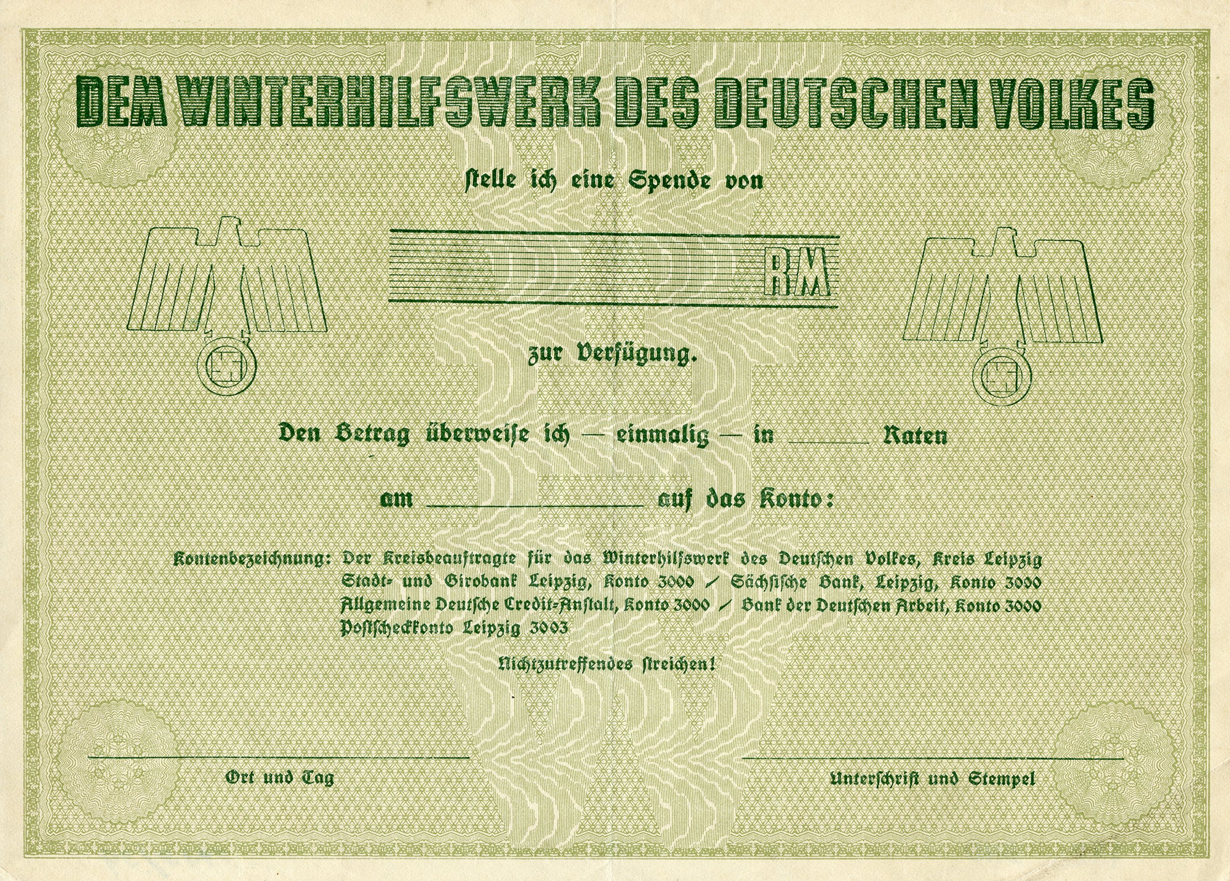 DEM WINTERHILFSWERK DES DEUTSCHEN VOLKES
stelle ich eine Spende von
RM
zur Verfügung.
Den Betrag überweise ich — einmalig — in ______ Raten
am ________________ auf das Konto:
Kontenbezeichnung: Der Kreisbeauftragte für das Winterhilfswerk des Deutschen Volkes, Kreis Leipzig
Stadt- und Girobank Leipzig, Konto 3000 / Sächsische Bank, Leipzig, Konto 3000
Allgemeine Deutsche Credit-Anstalt, Konto 3000 / Bank der Deutschen Arbeit, Konto 3000
Postscheckkonto Leipzig 3003
Nichtzutreffendes streichen!
Ort und Tag
Unterschrift und Stempel